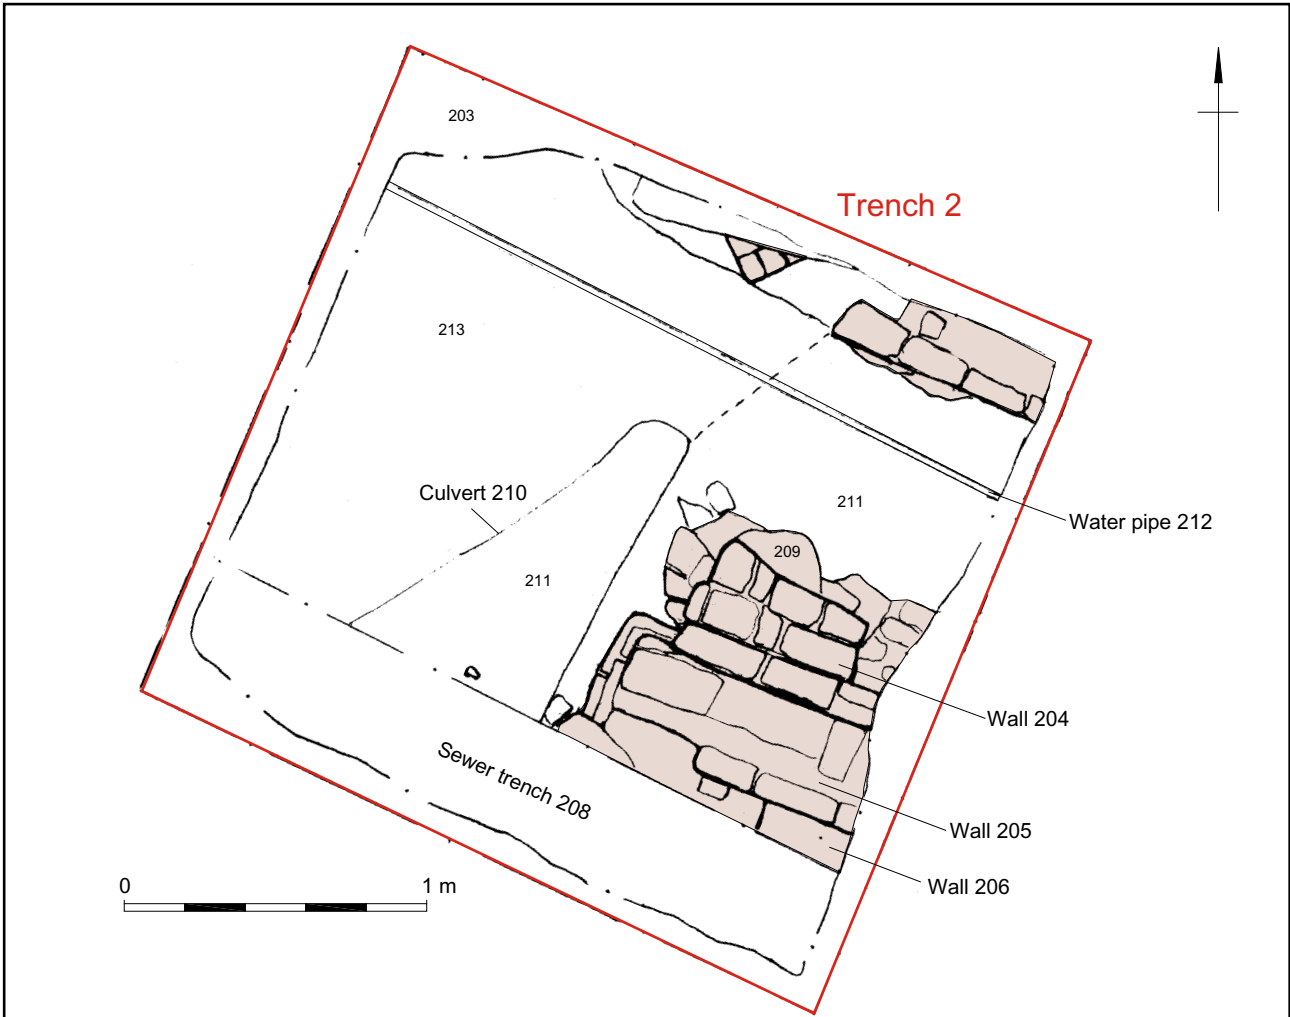 203
Trench 2
213
Culvert 210
211
Water pipe 212
209
211
Wall 204
Sewer trench 208
Wall 205
Wall 206
0 1 m